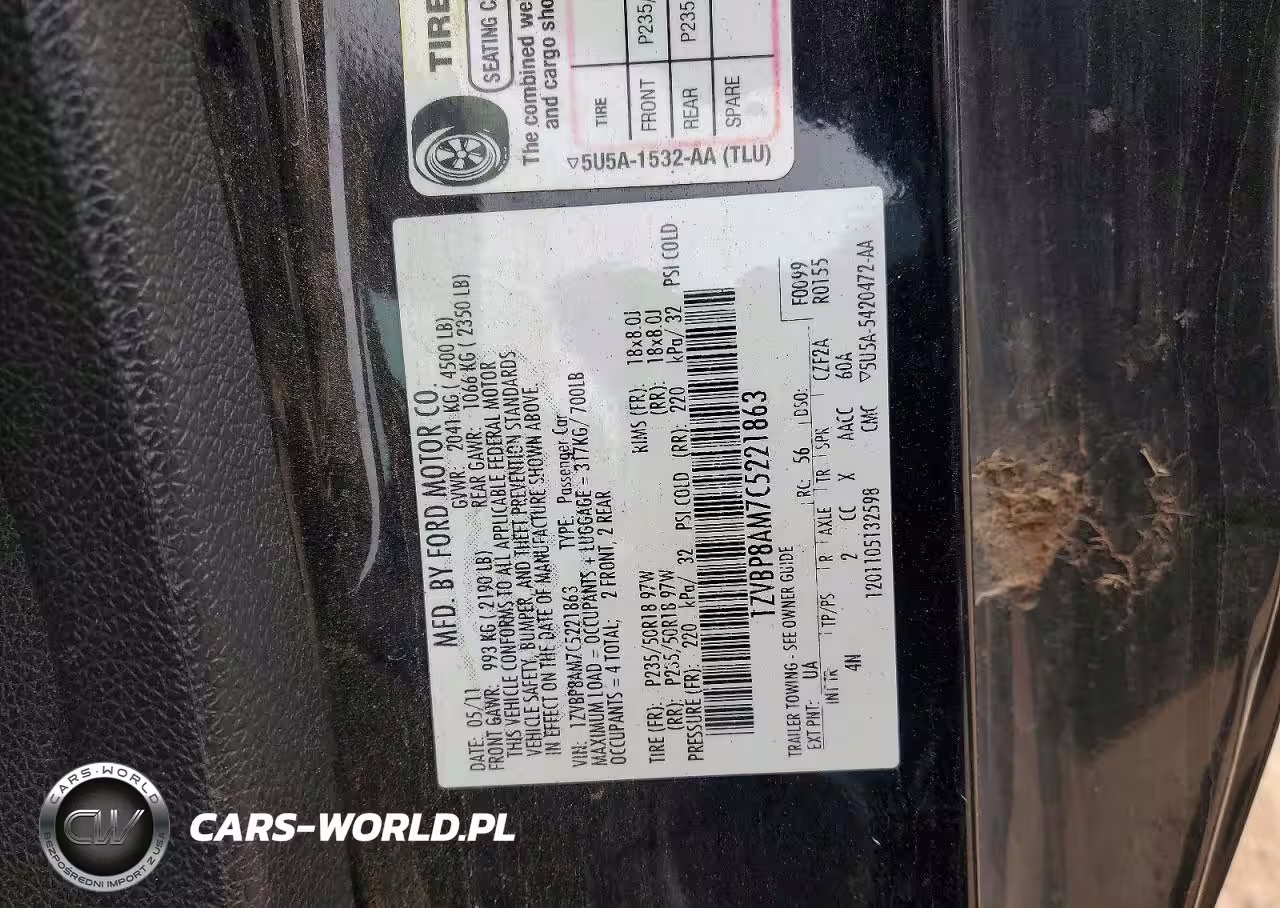 TIRE
SEATING C
The combined we
and cargo sho
TIRE
FRONT P235/
REAR P235
SPARE
▽5U5A-1532-AA (TLU)
MFD. BY FORD MOTOR CO.
DATE: 05/11 GVWR: 2041 KG ( 4500 LB)
FRONT GAWR: 993 KG ( 2190 LB) REAR GAWR: 1066 KG ( 2350 LB)
THIS VEHICLE CONFORMS TO ALL APPLICABLE FEDERAL MOTOR
VEHICLE SAFETY, BUMPER, AND THEFT PREVENTION STANDARDS
IN EFFECT ON THE DATE OF MANUFACTURE SHOWN ABOVE.
VIN: 1ZVBP8AM7C5221863 TYPE: Passenger Car
MAXIMUM LOAD = OCCUPANTS + LUGGAGE = 317KG/700LB
OCCUPANTS = 4 TOTAL; 2 FRONT, 2 REAR
TIRE (FR): P235/50R18 97W RIMS (FR): 18x8.0J
(RR): P235/50R18 97W (RR): 18x8.0J
PRESSURE (FR): 220 kPa/ 32 PSI COLD (RR): 220 kPa/ 32 PSI COLD
1ZVBP8AM7C5221863
TRAILER TOWING - SEE OWNER GUIDE F0099
EXT PNT: UA RC: 56 DSO: R0155
INT TR TP/PS R AXLE TR SPR CZF2A
4N 2 CC X AACC 60A
1201105132598 CMC ▽5U5A-5420472-AA
CARS-WORLD
CW
BEZPOŚREDNI IMPORT Z USA
CARS-WORLD.PL